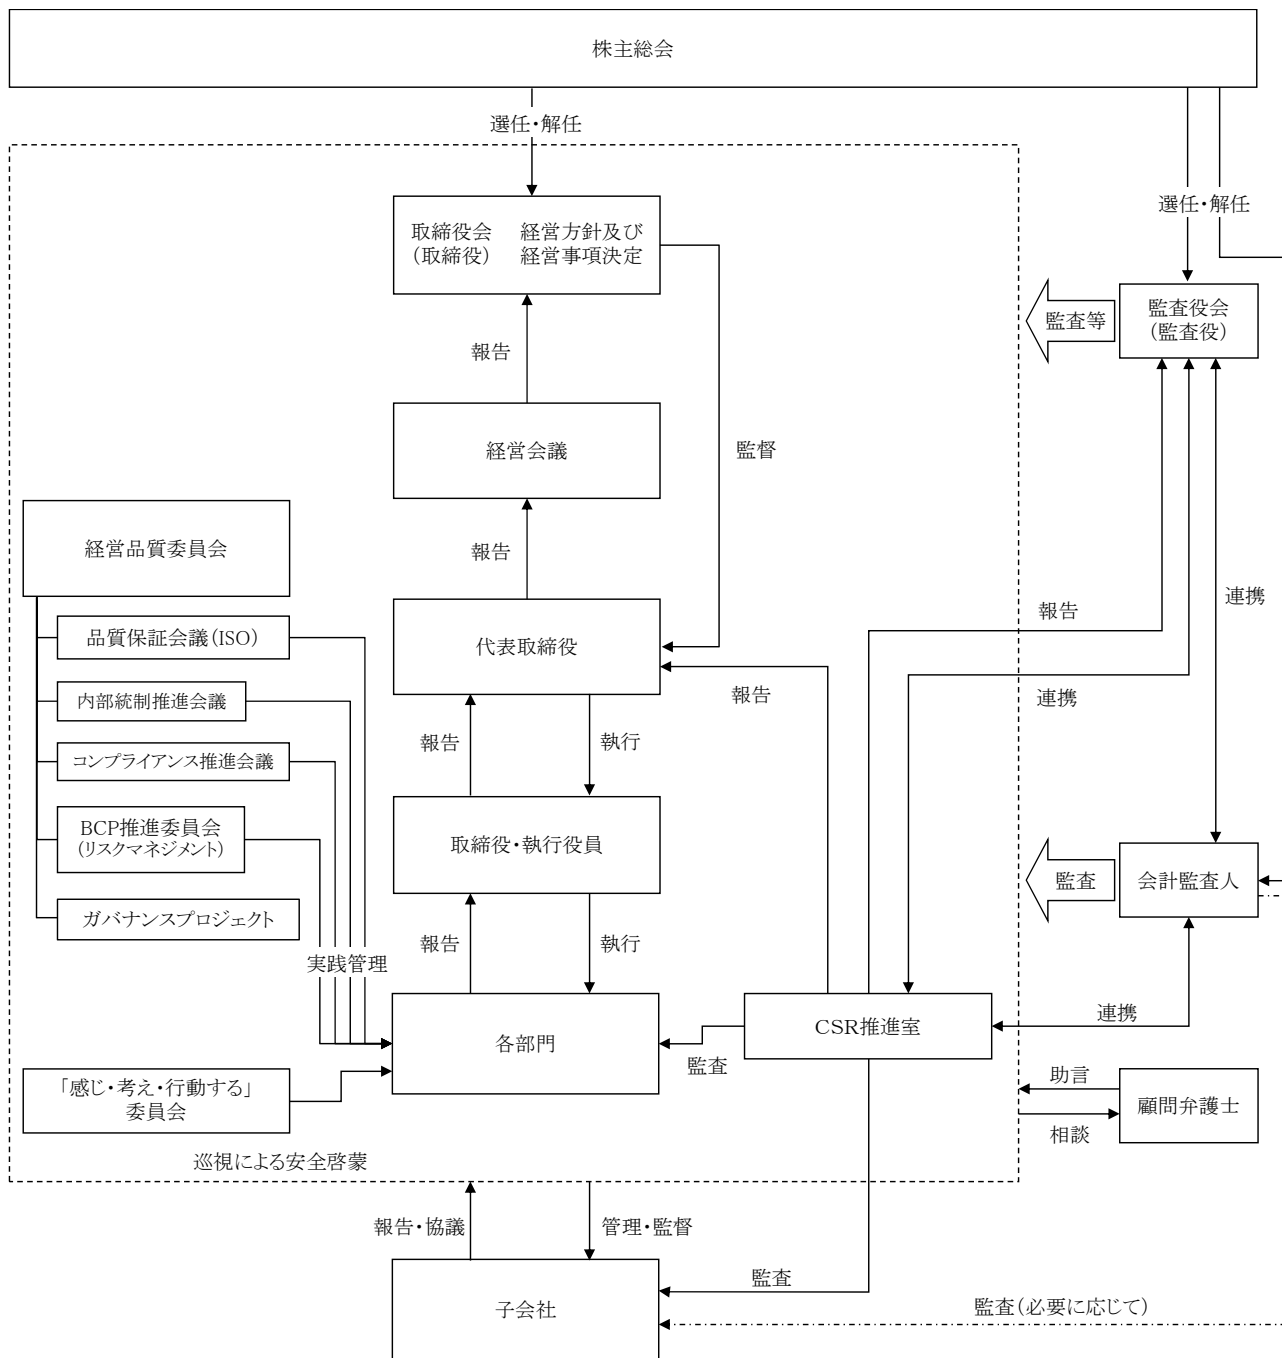 株主総会
選任・解任
選任・解任
取締役会 経営方針及び
(取締役) 経営事項決定
監査等
監査役会
(監査役)
報告
経営会議
監督
経営品質委員会
報告
連携
報告
品質保証会議(ISO)
代表取締役
報告
連携
内部統制推進会議
報告
執行
コンプライアンス推進会議
BCP推進委員会
(リスクマネジメント)
取締役・執行役員
監査
会計監査人
ガバナンスプロジェクト
報告
執行
実践管理
各部門
CSR推進室
連携
監査
「感じ・考え・行動する」
委員会
助言
顧問弁護士
相談
巡視による安全啓蒙
報告・協議
管理・監督
監査
子会社
監査(必要に応じて)